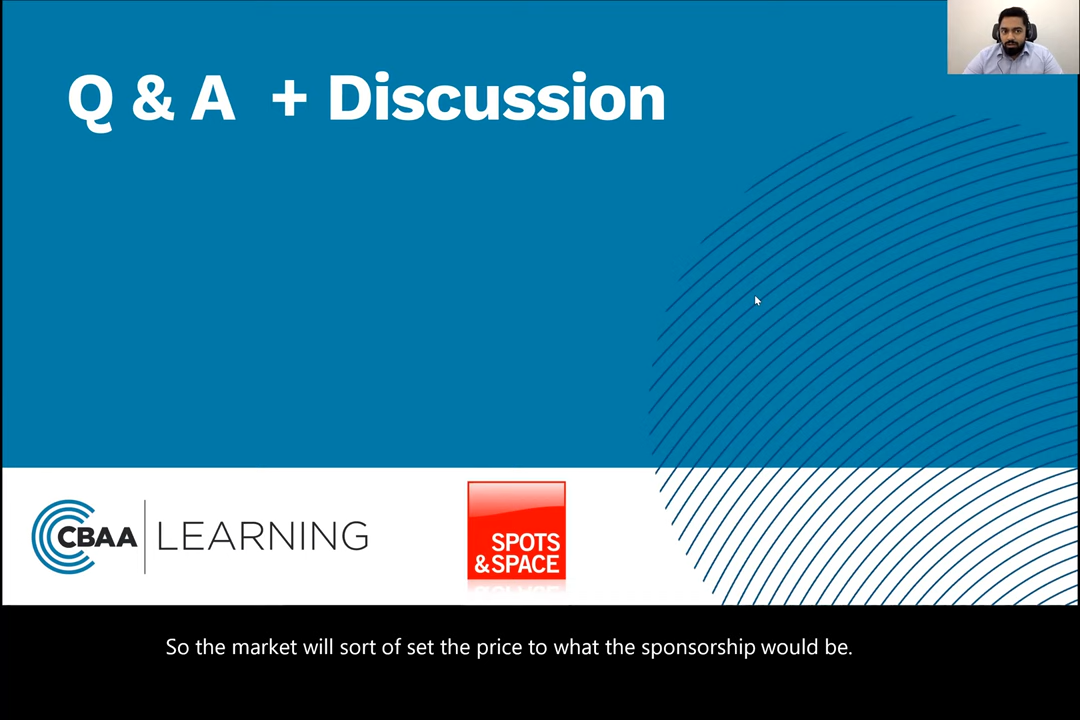 Q & A + Discussion
CBAA LEARNING
SPOTS
&SPACE
So the market will sort of set the price to what the sponsorship would be.